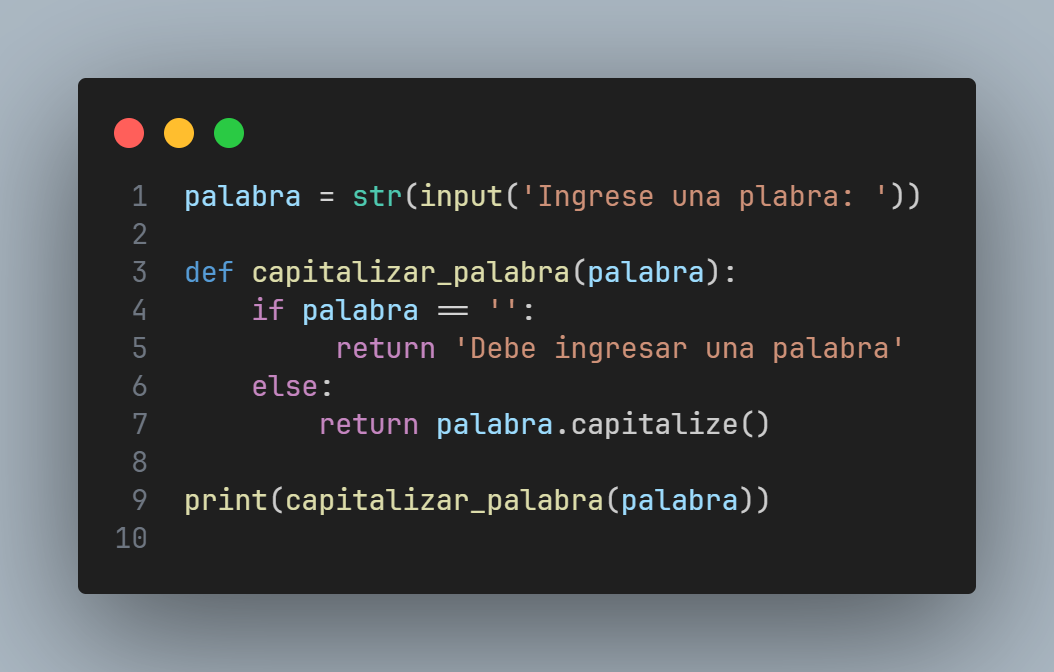 1 palabra = str(input('Ingrese una plabra: '))
2
3 def capitalizar_palabra(palabra):
4     if palabra == '':
5          return 'Debe ingresar una palabra'
6     else:
7         return palabra.capitalize()
8
9 print(capitalizar_palabra(palabra))
10